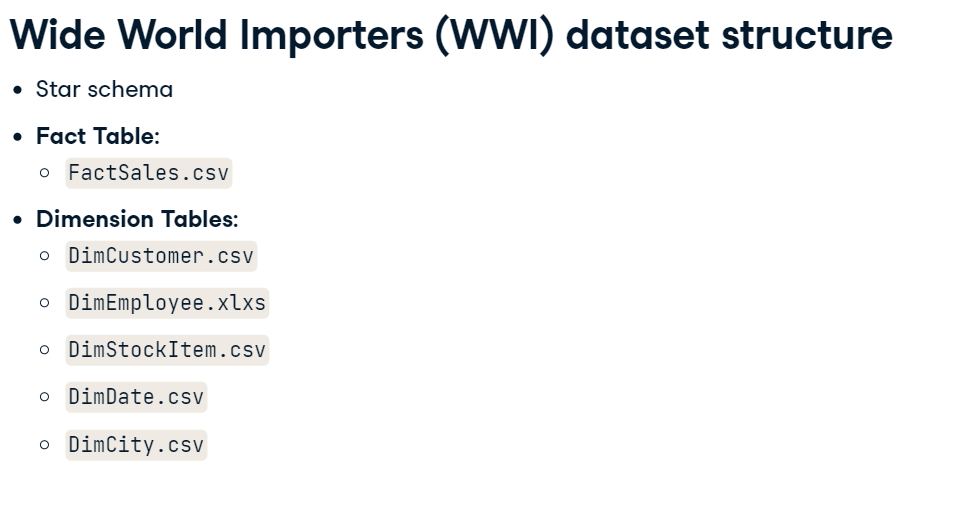 Wide World Importers (WWI) dataset structure
Star schema
Fact Table:
FactSales.csv
Dimension Tables:
DimCustomer.csv
DimEmployee.xlxs
DimStockItem.csv
DimDate.csv
DimCity.csv